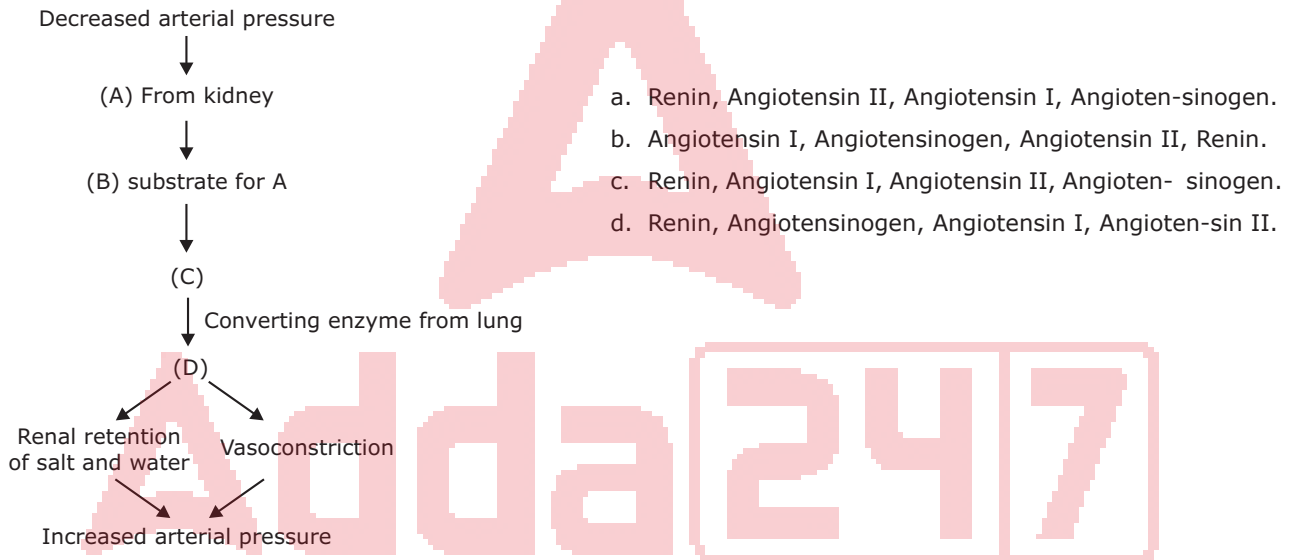 Decreased arterial pressure
(A) From kidney
(B) substrate for A
(C)
Converting enzyme from lung
(D)
Renal retention
of salt and water
Vasoconstriction
Increased arterial pressure
a. Renin, Angiotensin II, Angiotensin I, Angioten-sinogen.
b. Angiotensin I, Angiotensinogen, Angiotensin II, Renin.
c. Renin, Angiotensin I, Angiotensin II, Angioten- sinogen.
d. Renin, Angiotensinogen, Angiotensin I, Angioten-sin II.
Adda 247